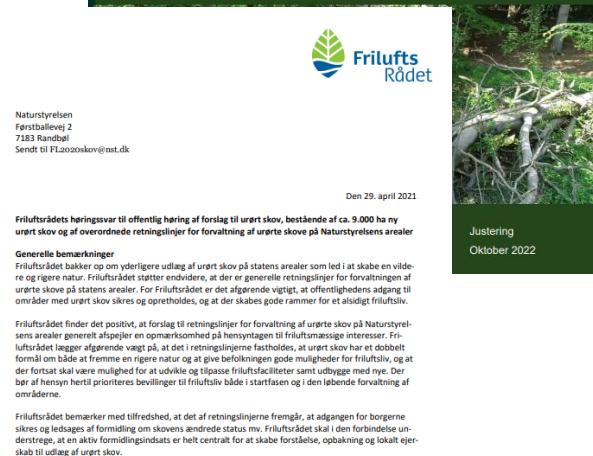 Frilufts
Rådet
Naturstyrelsen
Førstballevej 2
7183 Randbøl
Sendt til FL2020skov@nst.dk
Den 29. april 2021
Friluftsrådets høringssvar til offentlig høring af forslag til urørt skov, bestående af ca. 9.000 ha ny
urørt skov og af overordnede retningslinjer for forvaltning af urørte skove på Naturstyrelsens arealer
Generelle bemærkninger
Friluftsrådet bakker op om yderligere udlæg af urørt skov på statens arealer som led i at skabe en vilde-
re og rigere natur. Friluftsrådet støtter endvidere, at der er generelle retningslinjer for forvaltningen af
urørte skove på statens arealer. For Friluftsrådet er det afgørende vigtigt, at offentlighedens adgang til
områder med urørt skov sikres og opretholdes, og at der skabes gode rammer for et alsidigt friluftsliv.
Friluftsrådet finder det positivt, at forslag til retningslinjer for forvaltning af urørte skov på Naturstyrel-
sens arealer generelt afspejler en opmærksomhed på hensyntagen til friluftsmæssige interesser. Fri-
luftsrådet lægger afgørende vægt på, at det i retningslinjerne fastholdes, at urørt skov har et dobbelt
formål om både at fremme en rigere natur og at give befolkningen gode muligheder for friluftsliv, og at
der fortsat skal være mulighed for at udvikle og tilpasse friluftsfaciliteter samt udbygge med nye. Der
bør af hensyn hertil prioriteres bevillinger til friluftsliv både i startfasen og i den løbende forvaltning af
områderne.
Friluftsrådet bemærker med tilfredshed, at det af retningslinjerne fremgår, at adgangen for borgerne
sikres og ledsages af formidling om skovens ændrede status mv. Friluftsrådet skal i den forbindelse un-
derstrege, at en aktiv formidlingsindsats er helt centralt for at skabe forståelse, opbakning og lokalt ejer-
skab til udlæg af urørt skov.
Justering
Oktober 2022